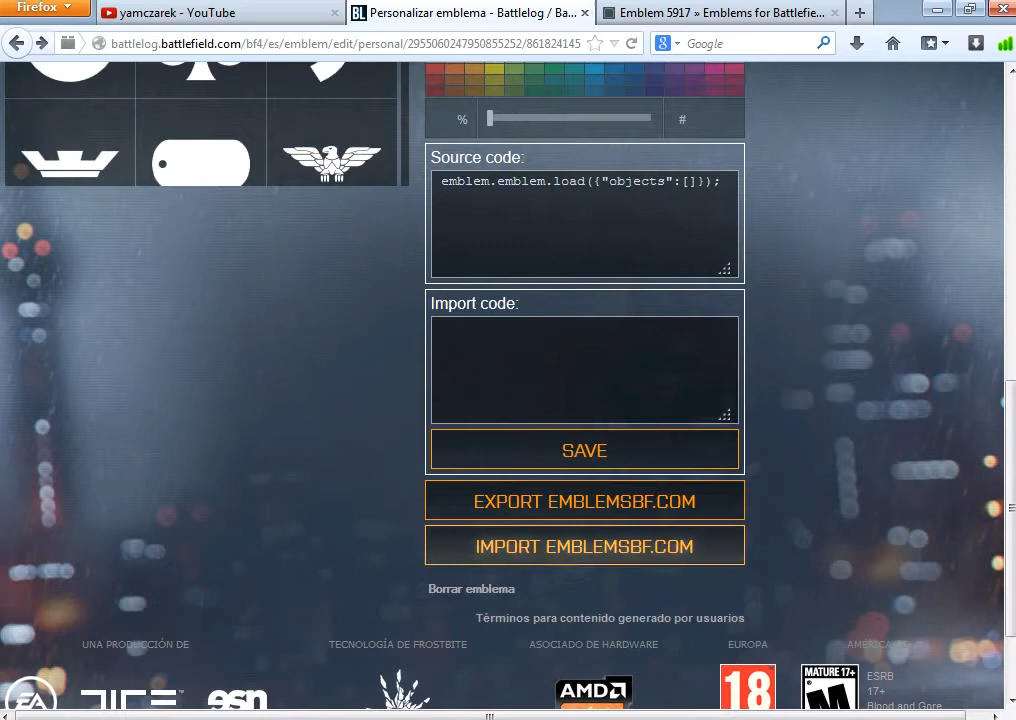 Firefox
yamczarek - YouTube
Personalizar emblema - Battlelog / Ba...
Emblem 5917 » Emblems for Battlefie...
battlelog.battlefield.com/bf4/es/emblem/edit/personal/2955060247950855252/861824145
Google
%
#
Source code:
emblem.emblem.load({"objects":[]});
Import code:
SAVE
EXPORT EMBLEMSBF.COM
IMPORT EMBLEMSBF.COM
Borrar emblema
Términos para contenido generado por usuarios
UNA PRODUCCIÓN DE
TECNOLOGÍA DE FROSTBITE
ASOCIADO DE HARDWARE
EUROPA
EA
DICE
esn
AMD
18
MATURE 17+
M
ESRB
17+
Blood and Gore